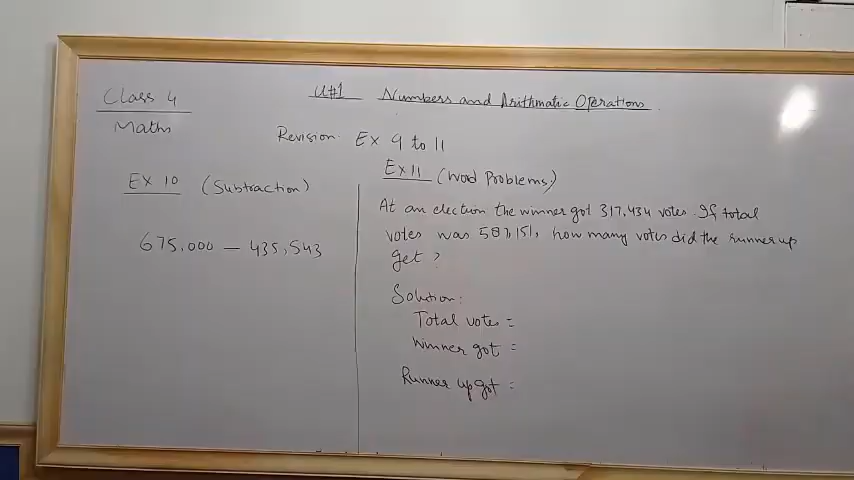 Class 4
Maths
U#1 Numbers and Arithmatic Operations
Revision: Ex 9 to 11
Ex 10 (Subtraction)
675,000 — 435,543
Ex 11 (Word Problems)
At an election the winner got 317,434 votes. If total
votes was 587,151, how many votes did the runner up
get?
Solution:
Total votes =
Winner got =
Runner up got =